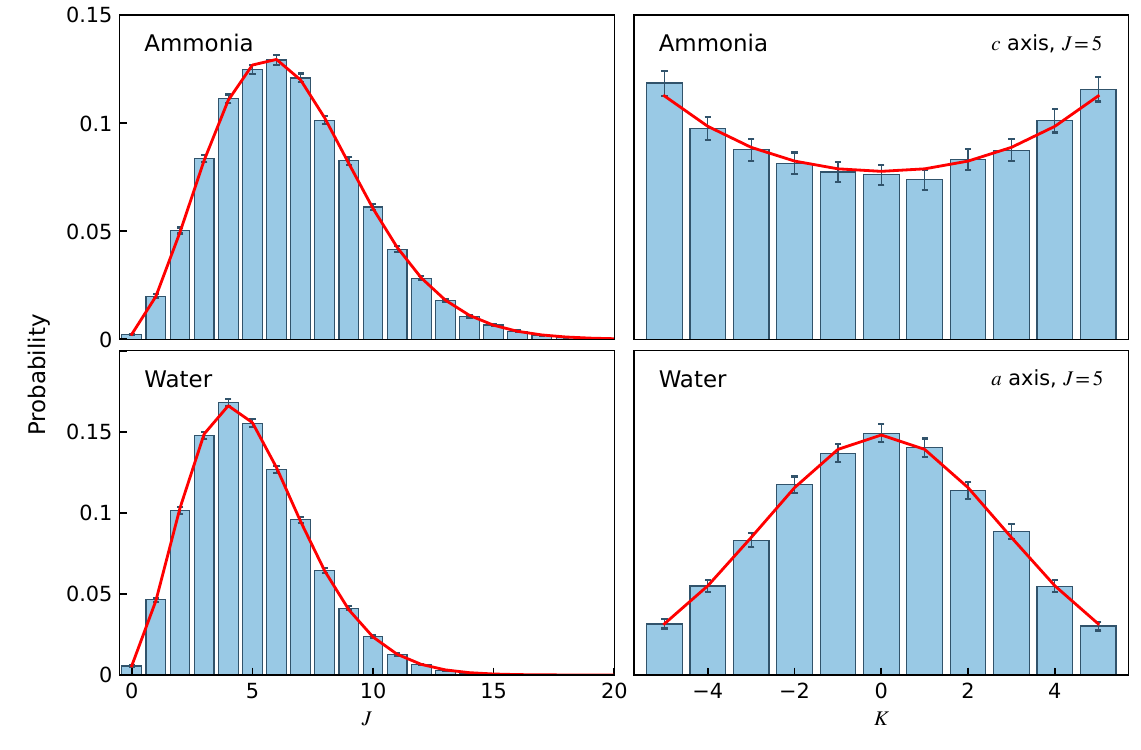 0.15
Ammonia
Ammonia
c axis, J=5
0.1
0.05
0
Probability
Water
Water
a axis, J=5
0.15
0.1
0.05
0
0 5 10 15 20
−4 −2 0 2 4
J
K